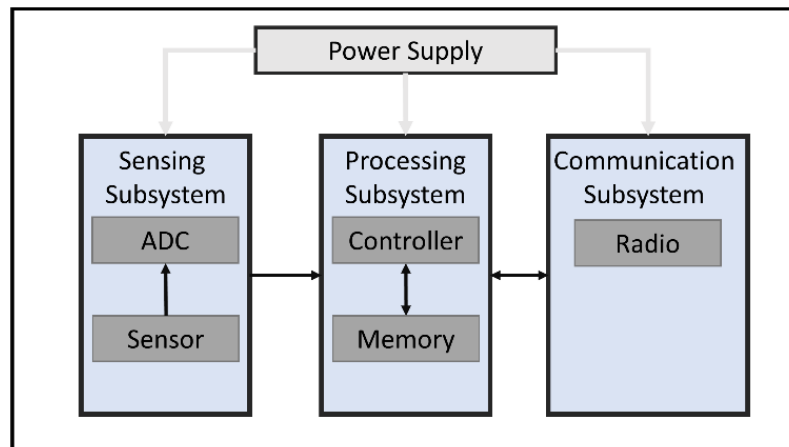 Power Supply
Sensing
Subsystem
ADC
Sensor
Processing
Subsystem
Controller
Memory
Communication
Subsystem
Radio